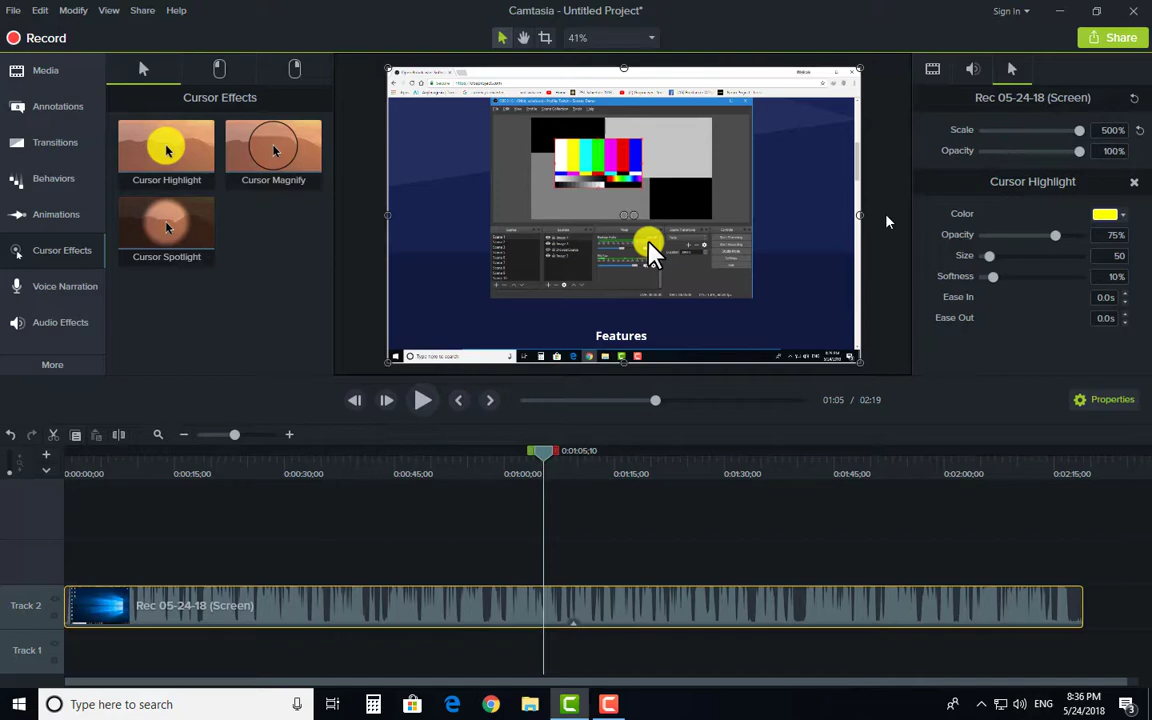 File Edit Modify View Share Help
Camtasia - Untitled Project*
Sign In
Record
41%
Share
Media
Annotations
Transitions
Behaviors
Animations
Cursor Effects
Voice Narration
Audio Effects
More
Cursor Effects
Cursor Highlight
Cursor Magnify
Cursor Spotlight
Features
Type here to search
Rec 05-24-18 (Screen)
Scale 500%
Opacity 100%
Cursor Highlight
Color
Opacity 75%
Size 50
Softness 10%
Ease In 0.0s
Ease Out 0.0s
01:05 / 02:19
Properties
0:01:05;10
0:00:00;00 0:00:15;00 0:00:30;00 0:00:45;00 0:01:00;00 0:01:15;00 0:01:30;00 0:01:45;00 0:02:00;00 0:02:15;00
Track 2
Rec 05-24-18 (Screen)
Track 1
Type here to search
ENG
8:36 PM
5/24/2018
3